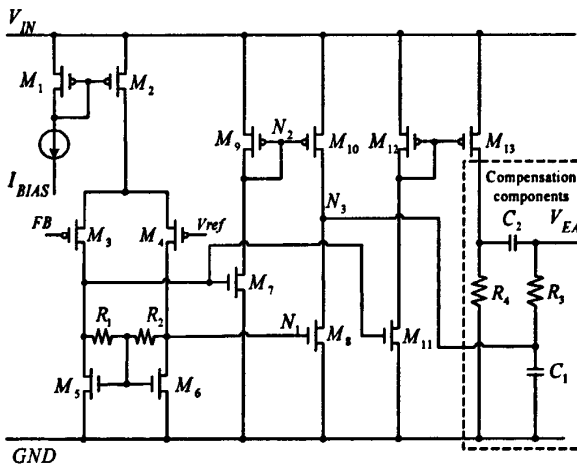 V_IN
M_1
M_2
I_BIAS
M_9
N_2
M_10
M_12
M_13
Compensation
components
C_2
V_EA
FB
M_3
M_4
Vref
N_3
M_7
R_4
R_3
R_1
R_2
N_1
M_8
M_11
C_1
M_5
M_6
GND